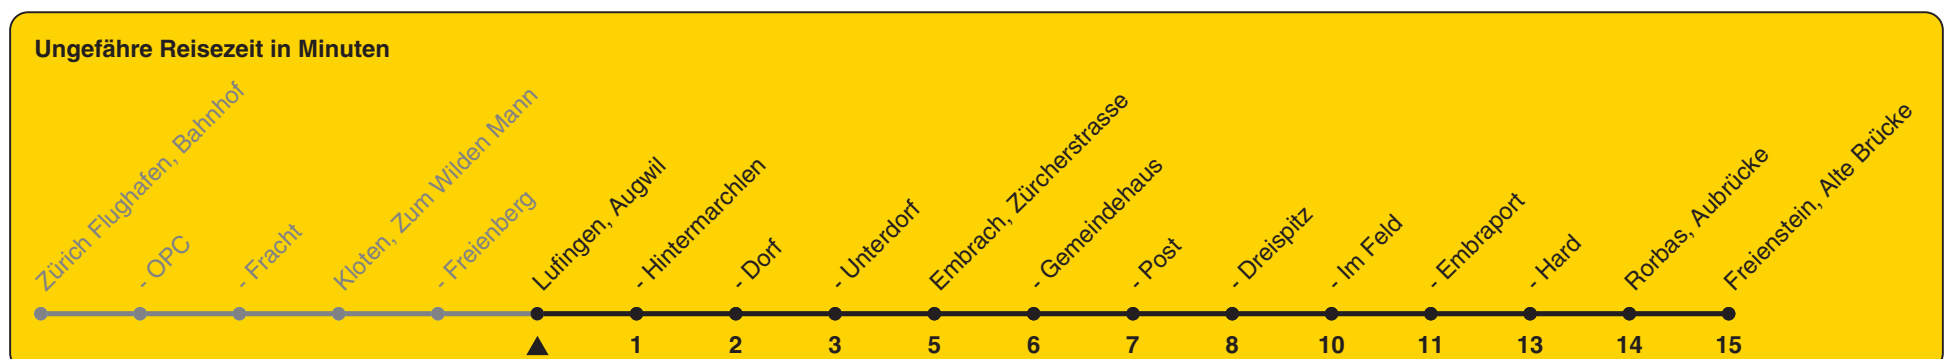 Ungefähre Reisezeit in Minuten
Zürich Flughafen, Bahnhof
- OPC
- Fracht
Kloten, Zum Wilden Mann
- Freienberg
Lufingen, Augwil
- Hintermarchlen
- Dorf
- Unterdorf
Embrach, Zürcherstrasse
- Gemeindehaus
- Post
- Dreispitz
- Im Feld
- Embraport
- Hard
Rorbas, Aubrücke
Freienstein, Alte Brücke
1 2 3 5 6 7 8 10 11 13 14 15